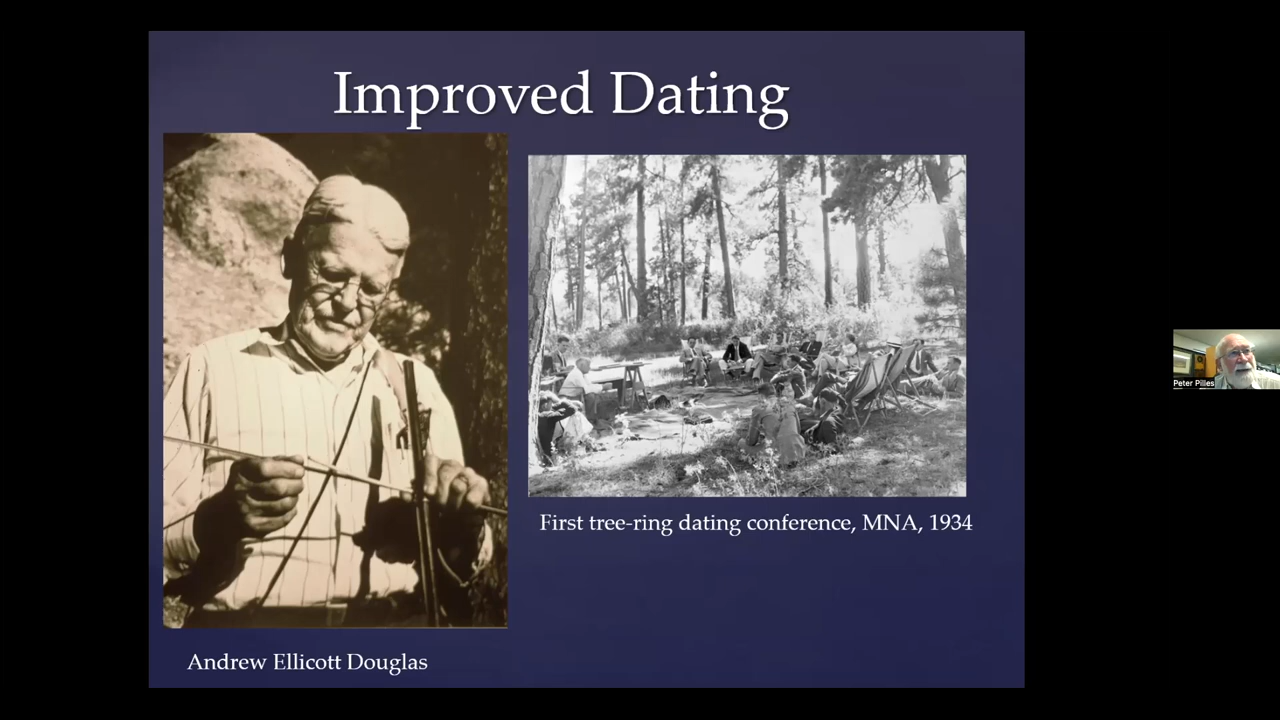 Improved Dating
First tree-ring dating conference, MNA, 1934
Andrew Ellicott Douglas
Peter Pilles